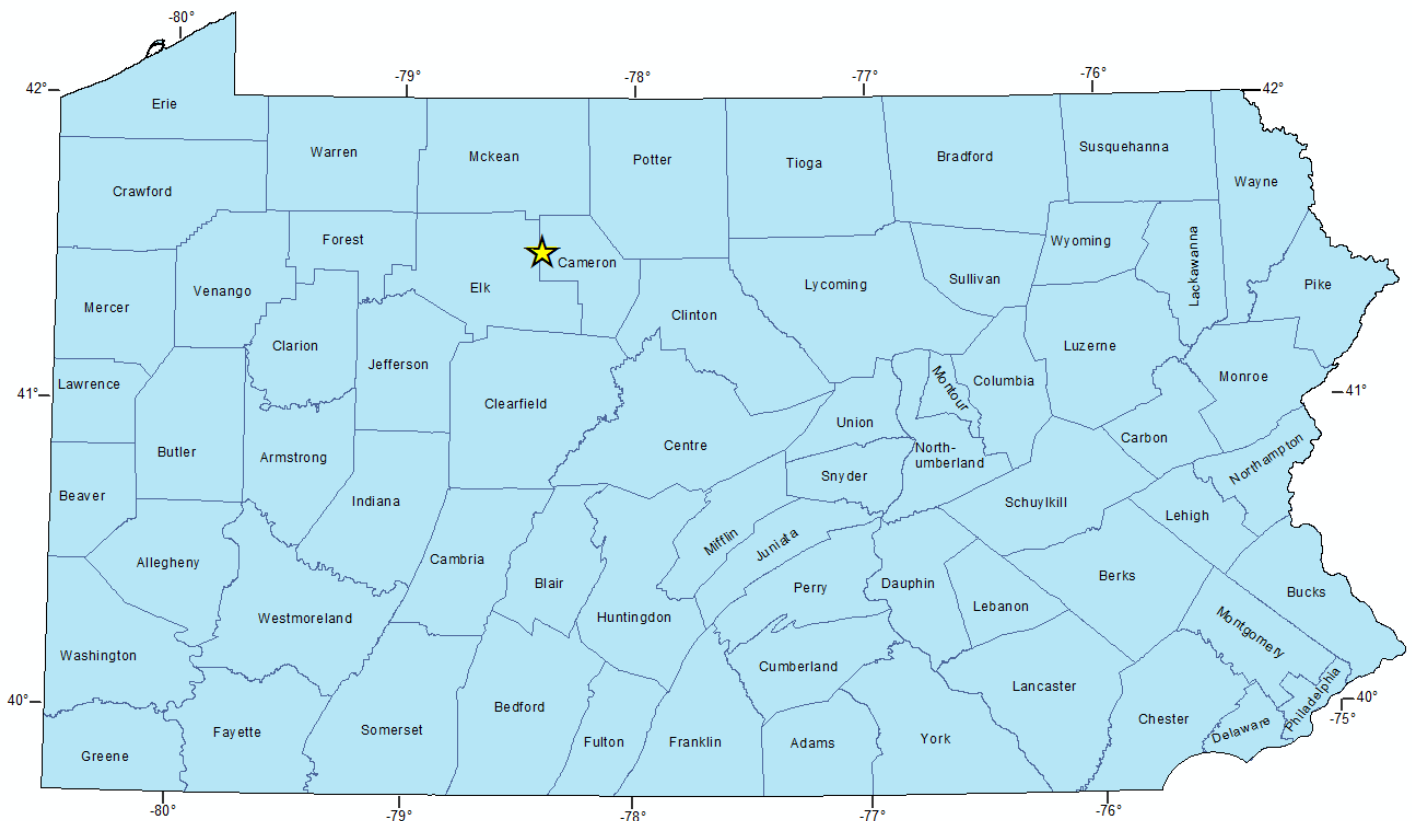 -80°
-79°
-78°
-77°
-76°
42°
42°
Erie
Warren
Mckean
Potter
Tioga
Bradford
Susquehanna
Wayne
Crawford
Forest
Cameron
Wyoming
Lackawanna
Venango
Elk
Lycoming
Sullivan
Pike
Mercer
Clinton
Clarion
Jefferson
Luzerne
Lawrence
Clearfield
Montour
Columbia
Monroe
41°
41°
Union
Centre
Carbon
Butler
Armstrong
North-
umberland
Northampton
Snyder
Beaver
Indiana
Schuylkill
Lehigh
Mifflin
Juniata
Allegheny
Cambria
Blair
Perry
Dauphin
Berks
Bucks
Lebanon
Westmoreland
Huntingdon
Montgomery
Washington
Cumberland
Lancaster
40°
40°
-75°
Bedford
Philadelphia
Fayette
Somerset
Fulton
Franklin
Adams
York
Chester
Delaware
Greene
-80°
-79°
-78°
-77°
-76°